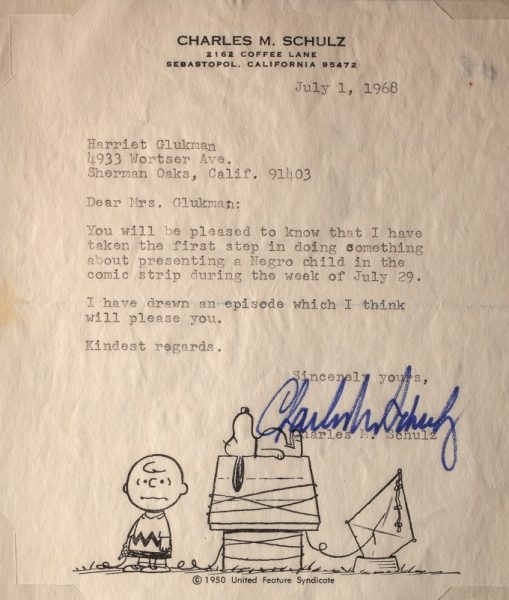 CHARLES M. SCHULZ
2162 COFFEE LANE
SEBASTOPOL, CALIFORNIA 95472
July 1, 1968
Harriet Glukman
4933 Wortser Ave.
Sherman Oaks, Calif. 91403
Dear Mrs. Glukman:
You will be pleased to know that I have
taken the first step in doing something
about presenting a Negro child in the
comic strip during the week of July 29.
I have drawn an episode which I think
will please you.
Kindest regards.
Sincerely yours,
Charles M. Schulz
Charles M. Schulz
© 1950 United Feature Syndicate